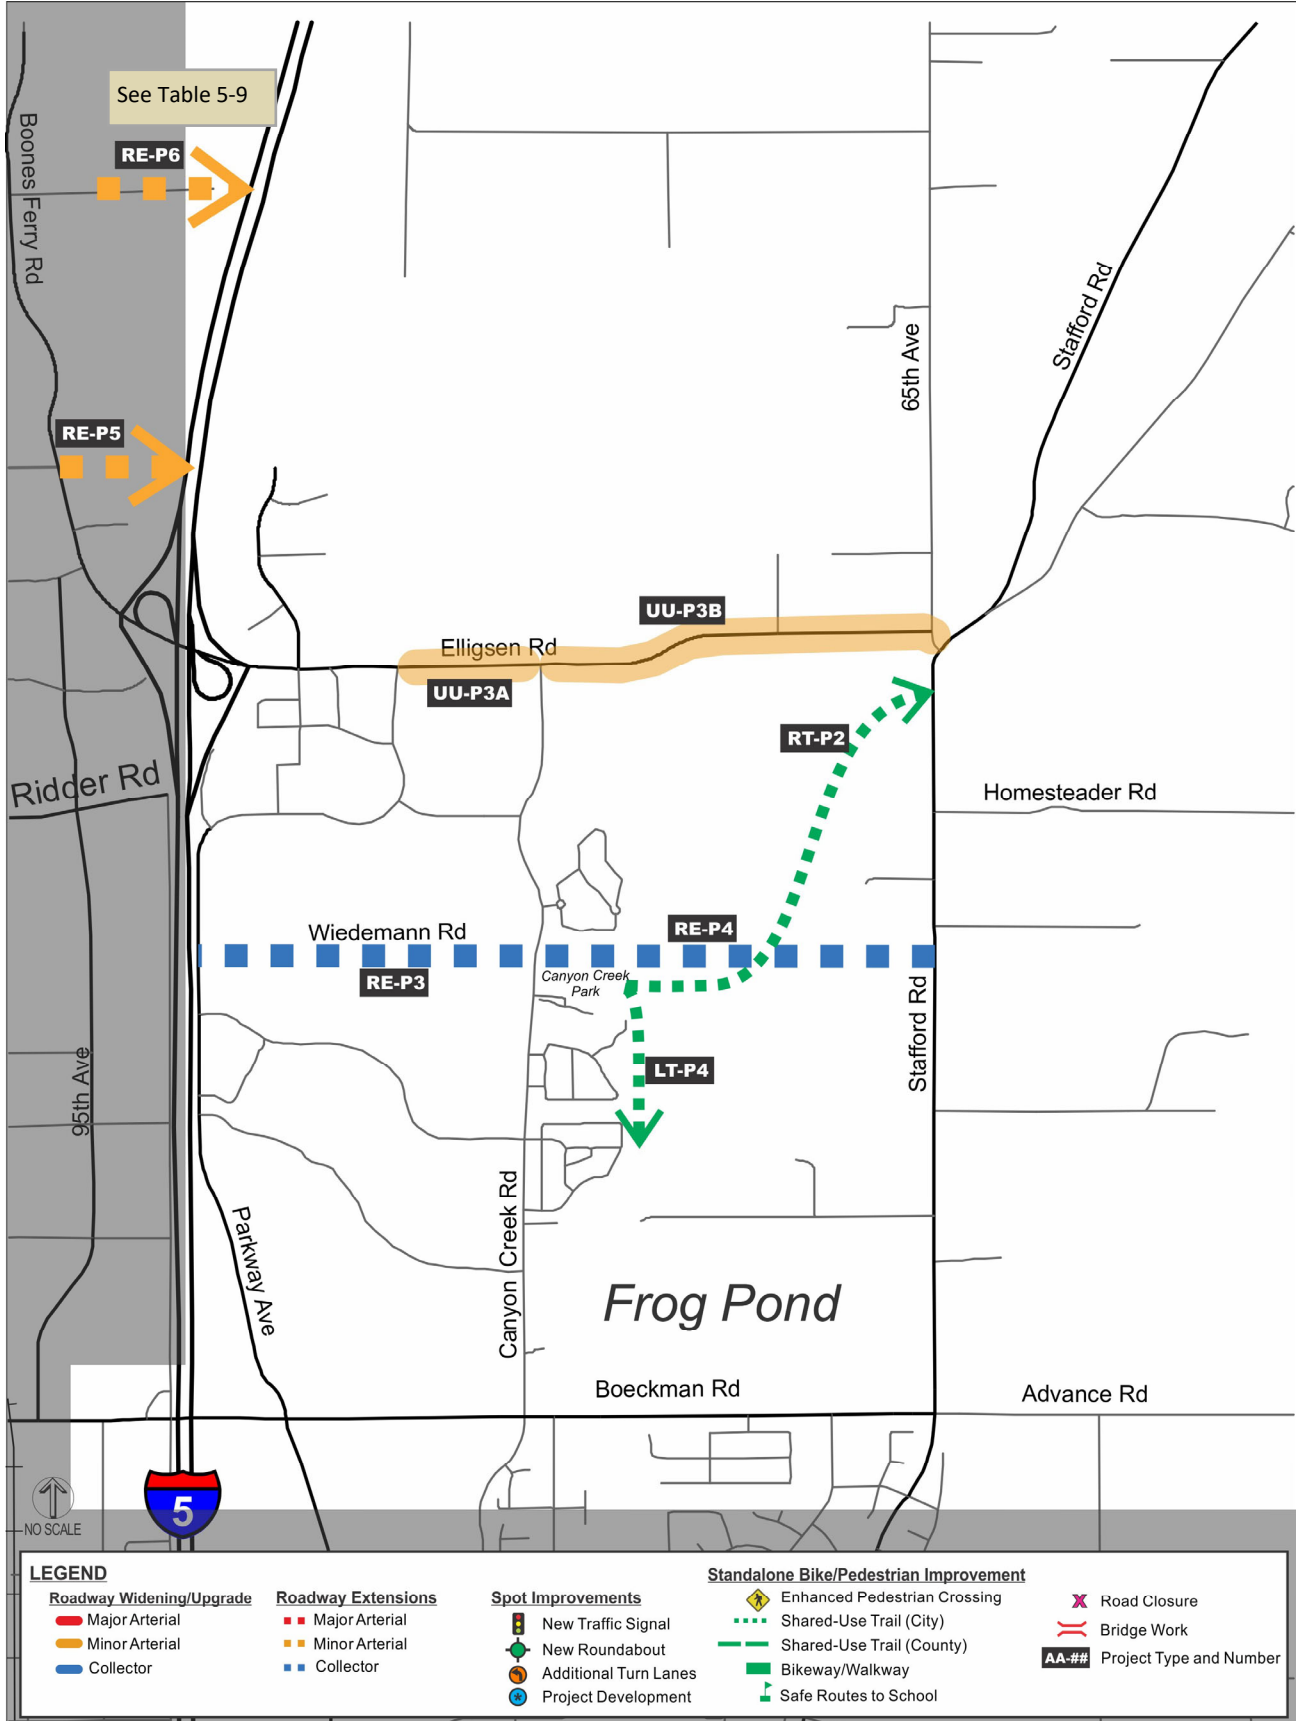 See Table 5-9
RE-P6
Boones Ferry Rd
Stafford Rd
65th Ave
RE-P5
UU-P3B
Elligsen Rd
UU-P3A
RT-P2
Ridder Rd
Homesteader Rd
Wiedemann Rd
RE-P4
RE-P3
Canyon Creek
Park
Stafford Rd
LT-P4
95th Ave
Canyon Creek Rd
Parkway Ave
Frog Pond
Boeckman Rd
Advance Rd
5
NO SCALE
LEGEND
Roadway Widening/Upgrade
Major Arterial
Minor Arterial
Collector
Roadway Extensions
Major Arterial
Minor Arterial
Collector
Spot Improvements
New Traffic Signal
New Roundabout
Additional Turn Lanes
Project Development
Standalone Bike/Pedestrian Improvement
Enhanced Pedestrian Crossing
Shared-Use Trail (City)
Shared-Use Trail (County)
Bikeway/Walkway
Safe Routes to School
Road Closure
Bridge Work
AA-## Project Type and Number